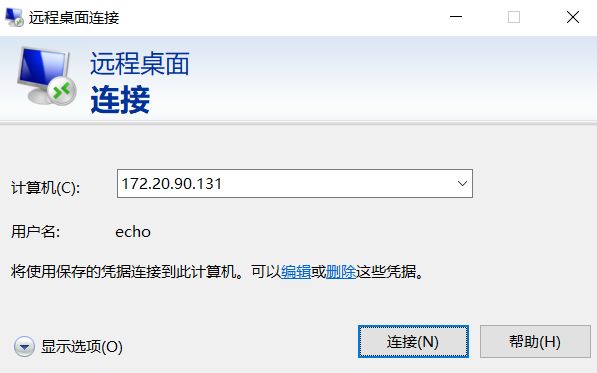 远程桌面连接
远程桌面
连接
计算机(C): 172.20.90.131
用户名: echo
将使用保存的凭据连接到此计算机。可以编辑或删除这些凭据。
显示选项(O) 连接(N) 帮助(H)